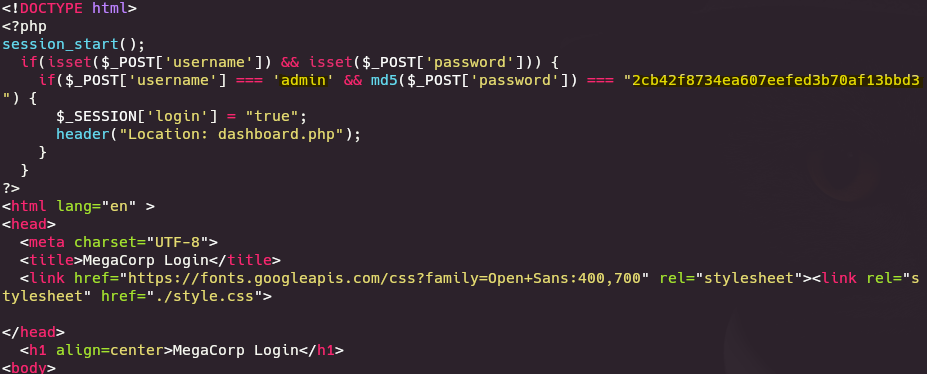 <!DOCTYPE html>
<?php
session_start();
  if(isset($_POST['username']) && isset($_POST['password'])) {
    if($_POST['username'] === 'admin' && md5($_POST['password']) === "2cb42f8734ea607eefed3b70af13bbd3
") {
      $_SESSION['login'] = "true";
      header("Location: dashboard.php");
    }
  }
?>
<html lang="en" >
<head>
  <meta charset="UTF-8">
  <title>MegaCorp Login</title>
  <link href="https://fonts.googleapis.com/css?family=Open+Sans:400,700" rel="stylesheet"><link rel="s
tylesheet" href="./style.css">
</head>
  <h1 align=center>MegaCorp Login</h1>
<body>